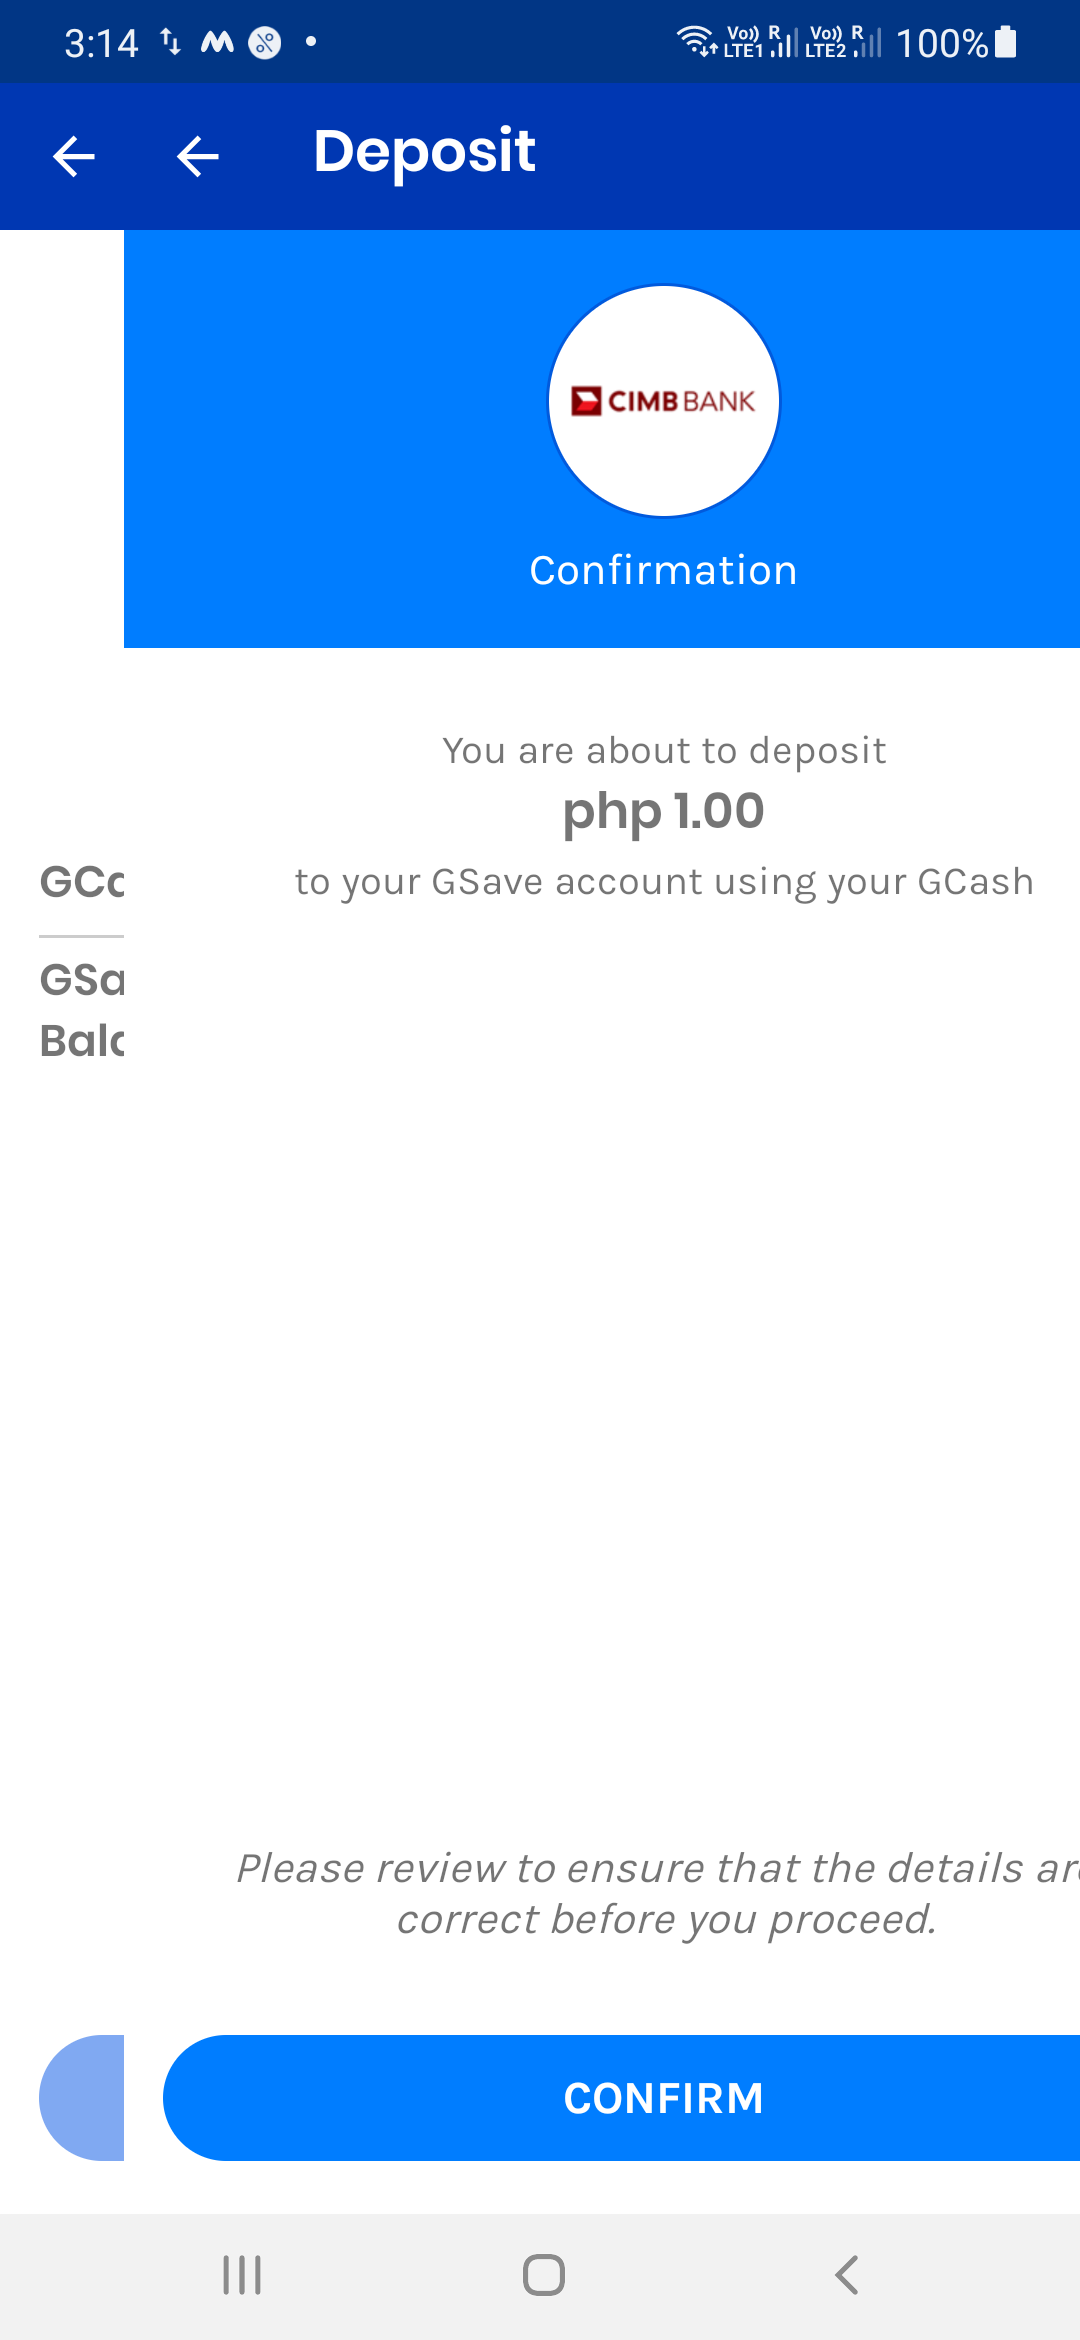 3:14 Vo)) R Vo)) R 100%
LTE1 LTE2
Deposit
CIMB BANK
Confirmation
You are about to deposit
php 1.00
to your GSave account using your GCash
GCa
GSa
Bala
Please review to ensure that the details are
correct before you proceed.
CONFIRM